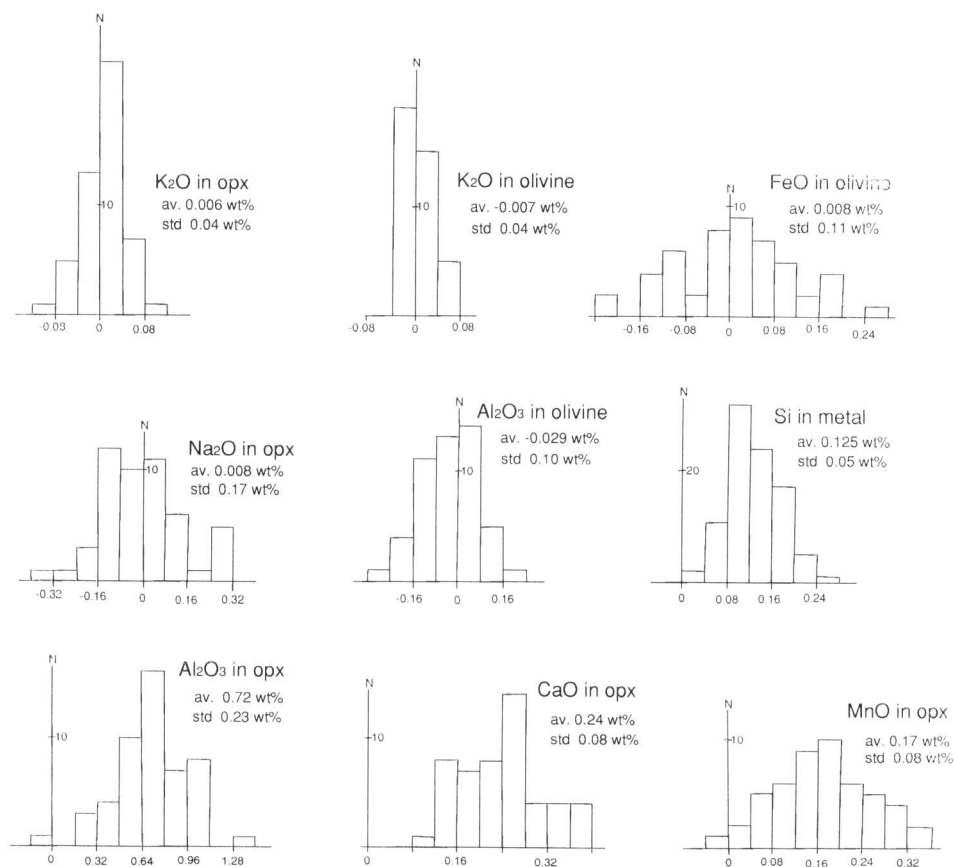 N
10
K₂O in opx
av. 0.006 wt%
std 0.04 wt%
-0.03 0 0.08
N
10
K₂O in olivine
av. -0.007 wt%
std 0.04 wt%
-0.08 0 0.08
N
10
FeO in olivine
av. 0.008 wt%
std 0.11 wt%
-0.16 -0.08 0 0.08 0.16 0.24
N
10
Na₂O in opx
av. 0.008 wt%
std 0.17 wt%
-0.32 -0.16 0 0.16 0.32
N
10
Al₂O₃ in olivine
av. -0.029 wt%
std 0.10 wt%
-0.16 0 0.16
N
20
Si in metal
av. 0.125 wt%
std 0.05 wt%
0 0.08 0.16 0.24
N
10
Al₂O₃ in opx
av. 0.72 wt%
std 0.23 wt%
0 0.32 0.64 0.96 1.28
N
10
CaO in opx
av. 0.24 wt%
std 0.08 wt%
0 0.16 0.32
N
10
MnO in opx
av. 0.17 wt%
std 0.08 wt%
0 0.08 0.16 0.24 0.32